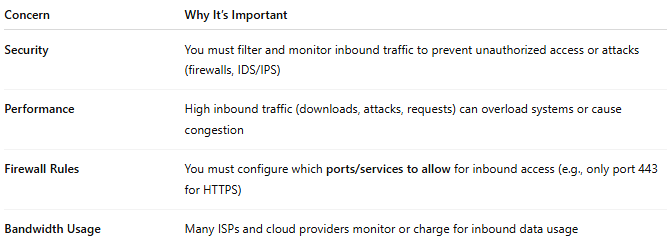 Concern Why It's Important
Security You must filter and monitor inbound traffic to prevent unauthorized access or attacks
(firewalls, IDS/IPS)
Performance High inbound traffic (downloads, attacks, requests) can overload systems or cause
congestion
Firewall Rules You must configure which ports/services to allow for inbound access (e.g., only port 443
for HTTPS)
Bandwidth Usage Many ISPs and cloud providers monitor or charge for inbound data usage